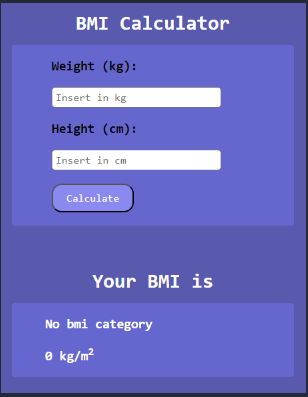 BMI Calculator
Weight (kg):
Insert in kg
Height (cm):
Insert in cm
Calculate
Your BMI is
No bmi category
0 kg/m²